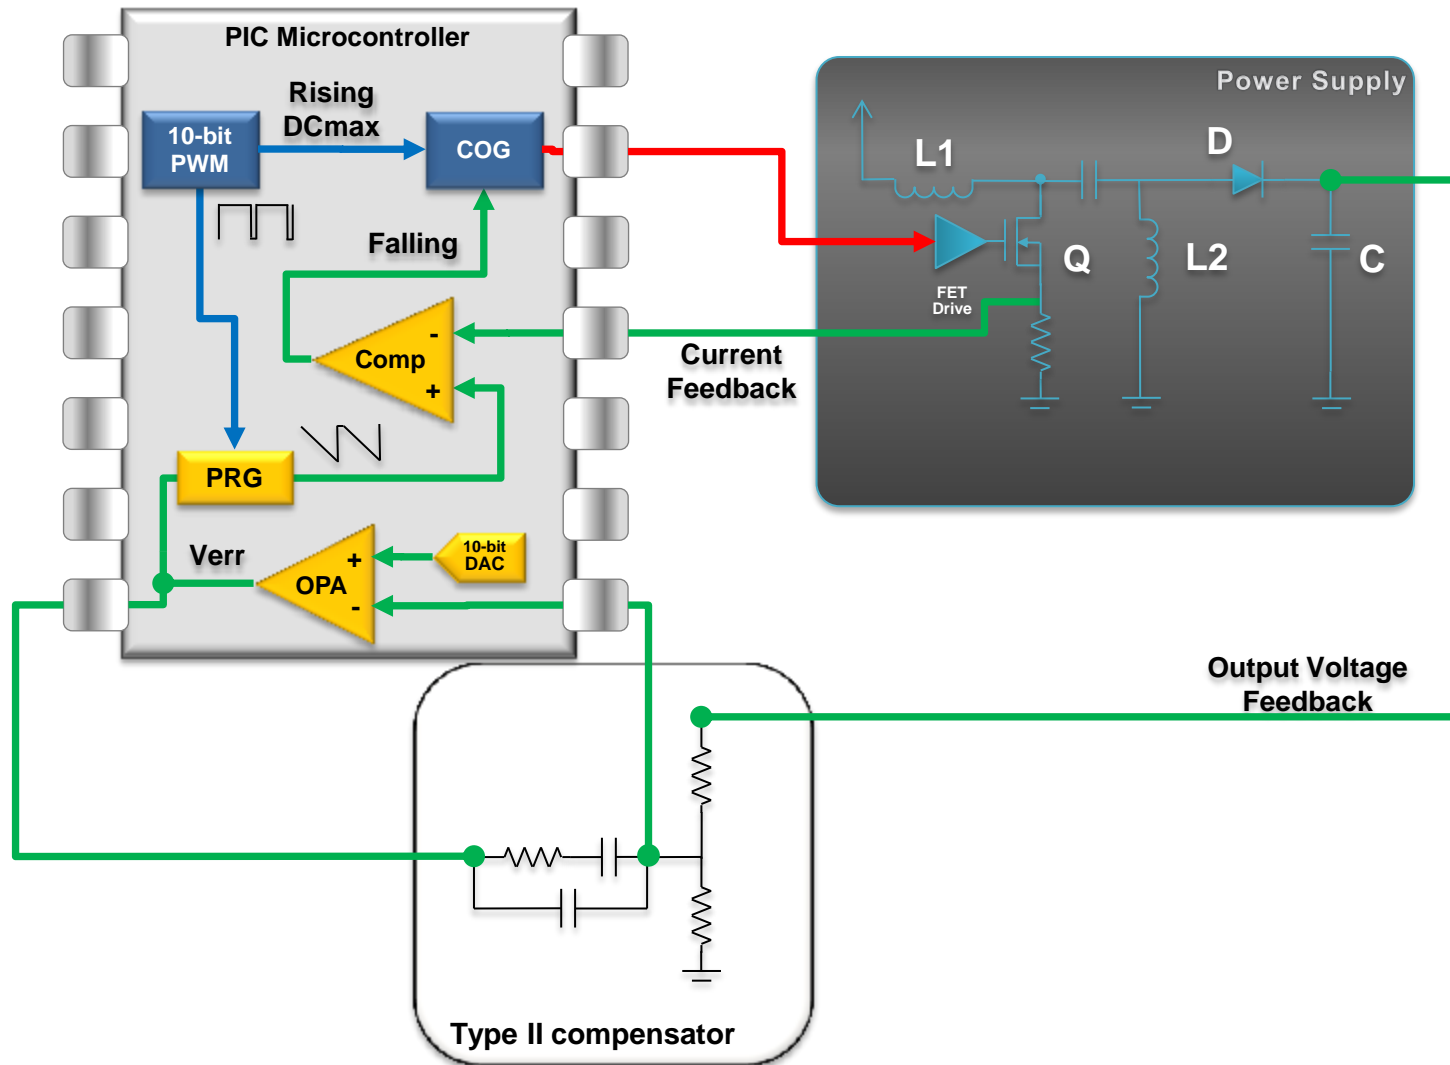 PIC Microcontroller
Rising
DCmax
10-bit
PWM
COG
Falling
-
Comp
+
PRG
Verr
+
OPA
-
10-bit
DAC
Power Supply
L1
D
Q
L2
C
FET
Drive
Current
Feedback
Output Voltage
Feedback
Type II compensator